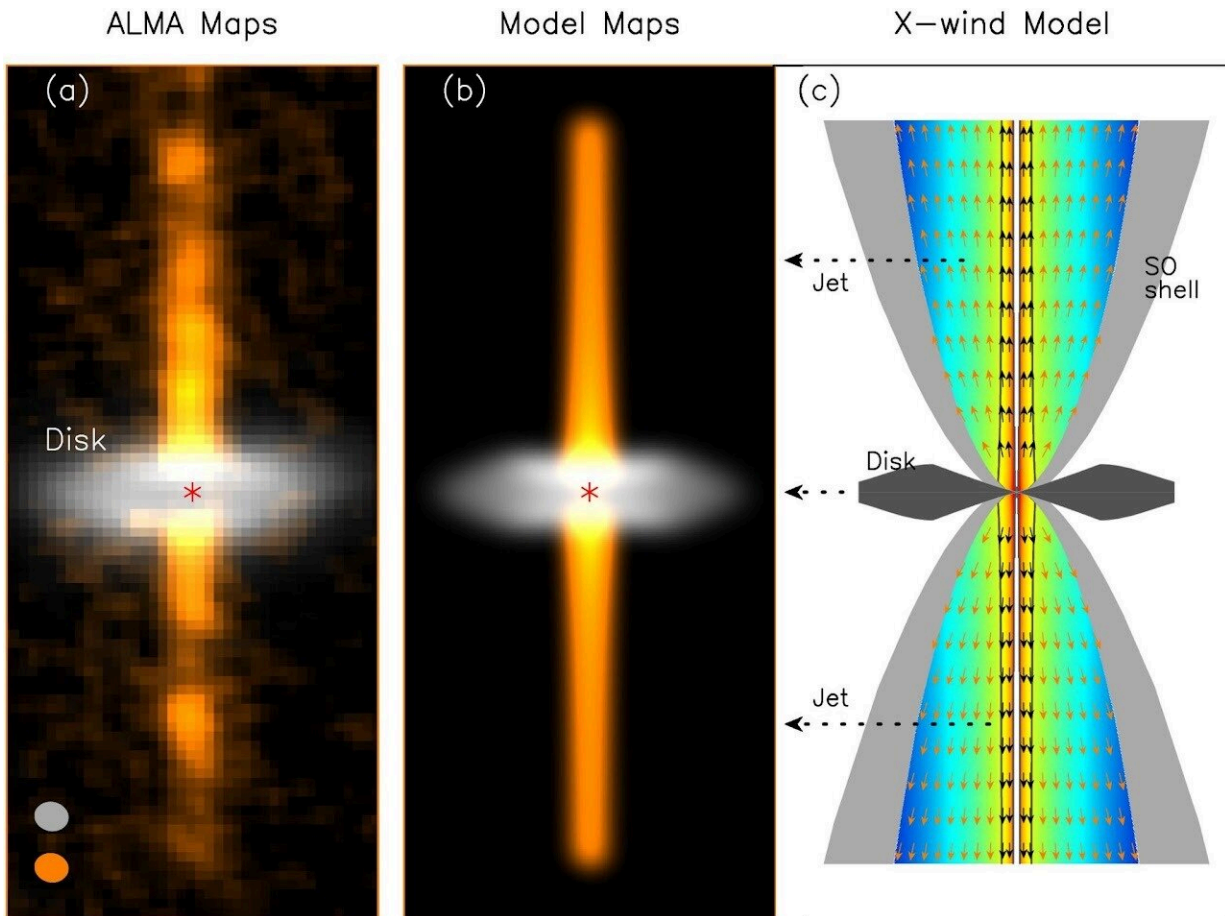 ALMA Maps
Model Maps
X-wind Model
(a)
(b)
(c)
Jet
SO
shell
Disk
Disk
Jet